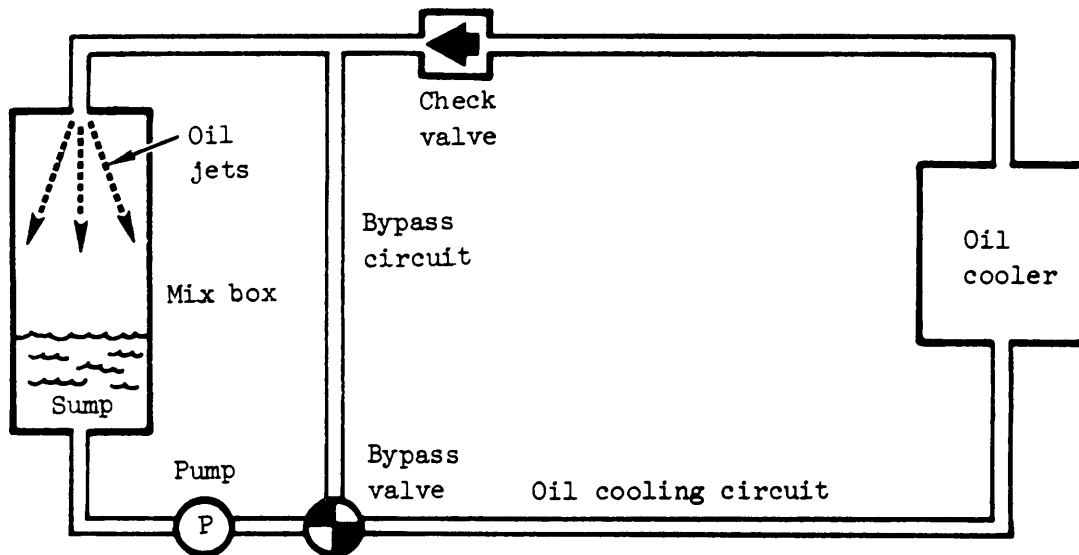 Check
valve
Oil
jets
Bypass
circuit
Oil
cooler
Mix box
Sump
Pump
Bypass
valve
Oil cooling circuit
P